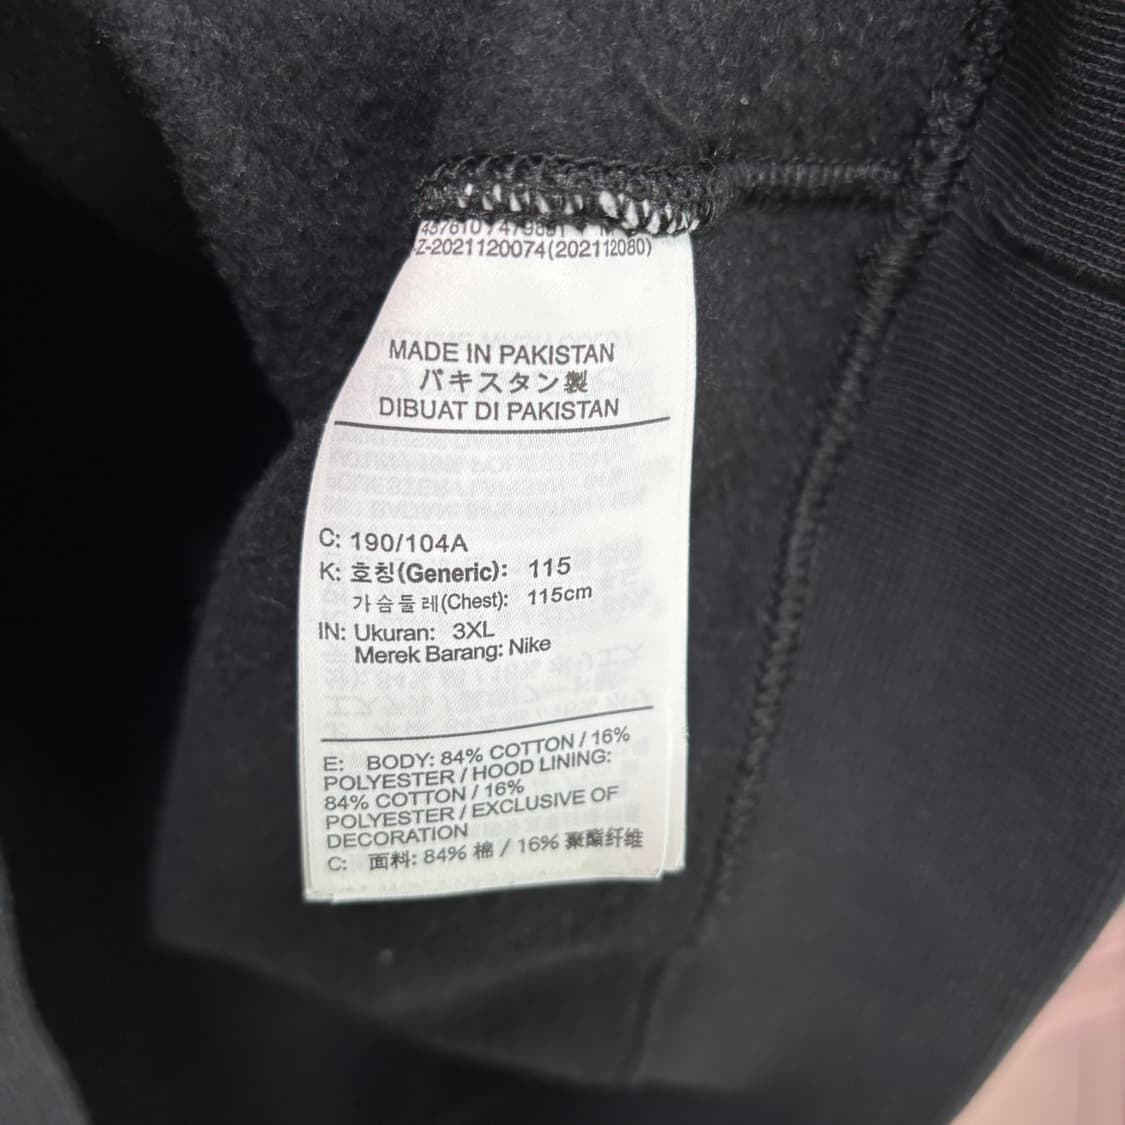 Z-2021120074(202112080)
MADE IN PAKISTAN
パキスタン製
DIBUAT DI PAKISTAN
C: 190/104A
K: 호칭(Generic): 115
가슴둘레(Chest): 115cm
IN: Ukuran: 3XL
Merek Barang: Nike
E: BODY: 84% COTTON / 16%
POLYESTER / HOOD LINING:
84% COTTON / 16%
POLYESTER / EXCLUSIVE OF
DECORATION
C: 面料: 84% 棉 / 16% 聚酯纤维